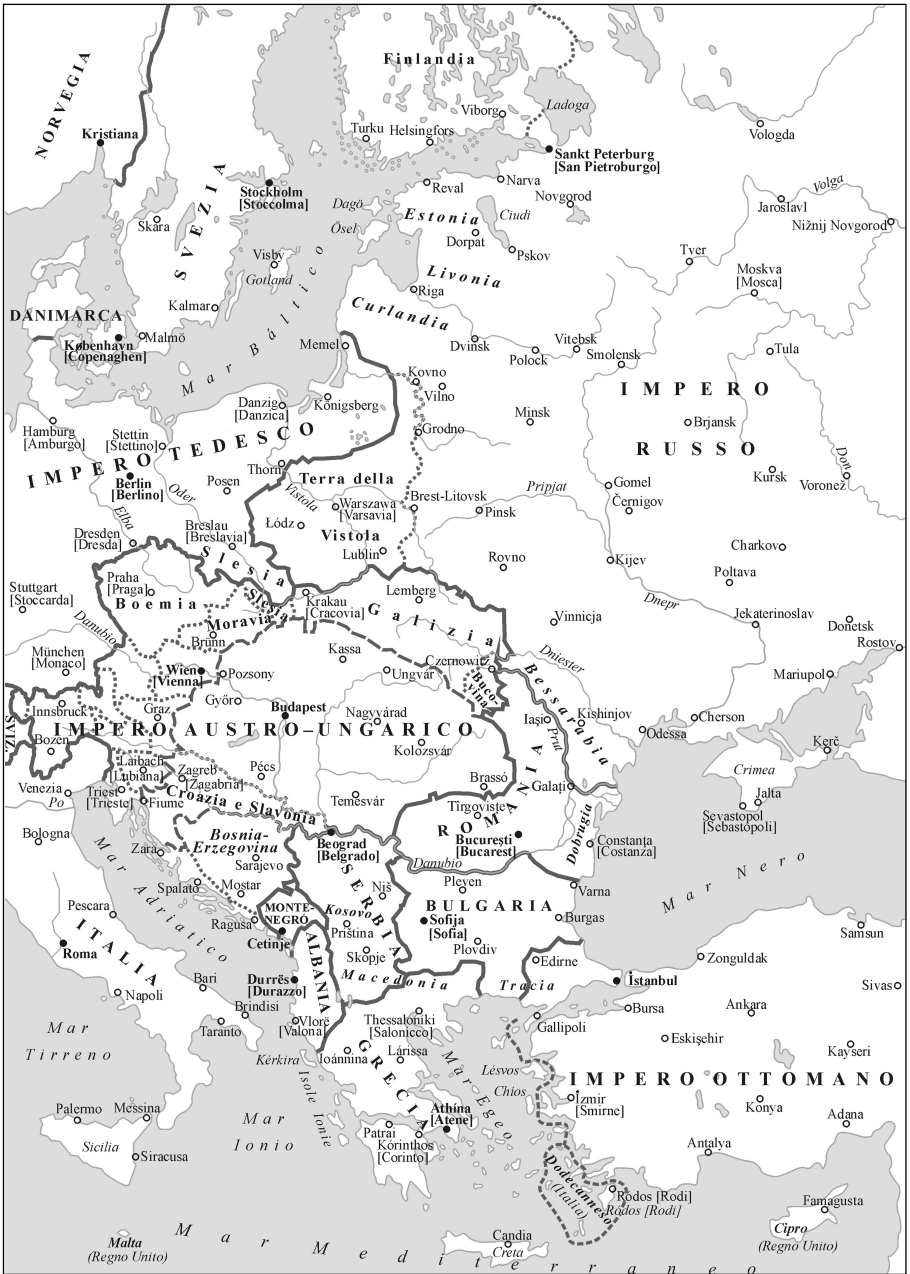 Finlandia
NORVEGIA
Viborg
Ladoga
Vologda
Kristiana
Turku
Helsingfors
Sankt Peterburg
[San Pietroburgo]
Stockholm
[Stoccolma]
Reval
Narva
Novgorod
Volga
Jaroslavl
Nižnij Novgorod
SVEZIA
Skara
Dagö
Ösel
Estonia
Ciudi
Dorpat
Pskov
Tver
Visby
Gotland
Livonia
Riga
Moskva
[Mosca]
Kalmar
Curlandia
DANIMARCA
København
[Copenaghen]
Malmö
Mar Báltico
Memel
Dvinsk
Polock
Vitebsk
Smolensk
Tula
Kovno
Vilno
IMPERO
RUSSO
Danzig
[Danzica]
Königsberg
Minsk
Brjansk
Hamburg
[Amburgo]
Stettin
[Stettino]
Grodno
IMPERO TEDESCO
Berlin
[Berlino]
Oder
Posen
Thorn
Terra della
Vistola
Vistola
Warszawa
[Varsavia]
Brest-Litovsk
Pripjat
Pinsk
Gomel
Černigov
Kursk
Don
Voronež
Elba
Łódz
Lublin
Dresden
[Dresda]
Breslau
[Breslavia]
Slesia
Rovno
Kijev
Charkov
Poltava
Stuttgart
[Stoccarda]
Praha
[Praga]
Boemia
Slesia
Moravia
Brünn
Krakau
[Cracovia]
Lemberg
Galizia
Vinnicja
Dnepr
Jekaterinoslav
Donetsk
Rostov
Danubio
München
[Monaco]
Wien
[Vienna]
Pozsony
Kassa
Ungvár
Czernowitz
Dniester
Mariupol
Bucovina
Bessarabia
Innsbruck
SVIZ.
Bozen
Graz
Győr
Budapest
Nagyvárad
Kolozsvár
IMPERO AUSTRO–UNGARICO
Iași
Prut
Kishinjov
Odessa
Cherson
Kerč
Venezia
Po
Laibach
[Lubiana]
Triest
[Trieste]
Fiume
Zagreb
[Zagabria]
Pécs
Temesvár
Brassó
Galați
Crimea
Jalta
Sevastopol
[Sebastopoli]
Croazia e Slavonia
Tîrgoviste
ROMANIA
București
[Bucarest]
Dobrugia
Constanța
[Costanza]
Bologna
Zara
Bosnia-
Erzegovina
Sarajevo
Beograd
[Belgrado]
Danubio
Mar Nero
Mar Adriatico
Spalato
Mostar
SERBIA
Niš
Pleven
Varna
BULGARIA
Sofija
[Sofia]
Burgas
Plovdiv
Pescara
ITALIA
Roma
Ragusa
MONTE-
NEGRÓ
Cetinje
Kosovo
Pristina
Skopje
Macedonia
Edirne
Tracia
İstanbul
Zonguldak
Samsun
Sivas
ALBANIA
Durrës
[Durazzo]
Bari
Brindisi
Napoli
Taranto
Vlorë
[Valona]
Thessaloniki
[Salonicco]
Gallipoli
Bursa
Ankara
Eskişehir
Kayseri
Mar
Tirreno
Kérkira
Ioánnina
Lárissa
GRECIA
Isole Ionie
Mar Egeo
Lésvos
Chíos
IMPERO OTTOMANO
İzmir
[Smirne]
Konya
Adana
Palermo
Messina
Sicilia
Siracusa
Mar
Ionio
Patrai
Athína
[Atene]
Kórinthos
[Corinto]
Antalya
Dodecanneso
(Italia)
Ródos [Rodi]
Ródos [Rodi]
Famagusta
Cipro
(Regno Unito)
Malta
(Regno Unito)
Candia
Creta
Mar Mediterraneo